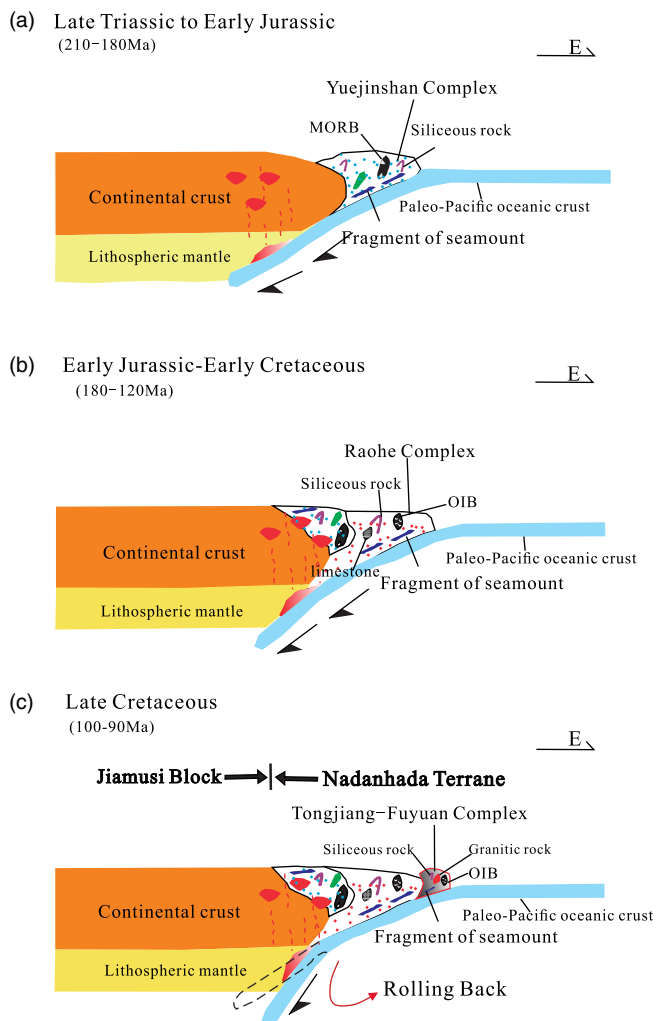 (a) Late Triassic to Early Jurassic
(210−180Ma)
E
Yuejinshan Complex
MORB
Siliceous rock
Continental crust
Paleo-Pacific oceanic crust
Fragment of seamount
Lithospheric mantle
(b) Early Jurassic-Early Cretaceous
(180−120Ma)
E
Raohe Complex
Siliceous rock
OIB
Continental crust
Paleo-Pacific oceanic crust
limestone
Fragment of seamount
Lithospheric mantle
(c) Late Cretaceous
(100-90Ma)
E
Jiamusi Block
Nadanhada Terrane
Tongjiang−Fuyuan Complex
Siliceous rock
Granitic rock
OIB
Continental crust
Paleo-Pacific oceanic crust
Fragment of seamount
Lithospheric mantle
Rolling Back